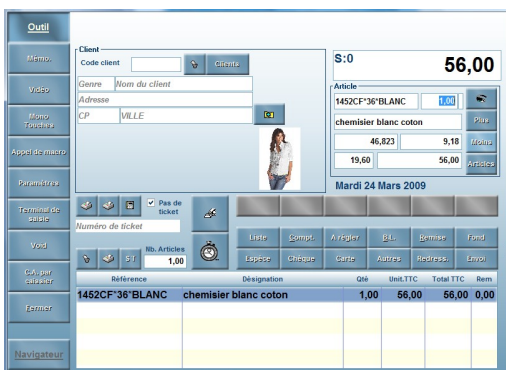 Outil
Mémo.
Vidéo
Mono
Touches
Appel de macro
Paramètres
Terminal de
saisie
Void
C.A. par
caissier
Fermer
Navigateur
Client
Code client
Clients
Genre Nom du client
Adresse
CP VILLE
S:0 56,00
Article
1452CF*36*BLANC 1,00
chemisier blanc coton Plus
46,823 9,18 Moins
19,60 56,00 Articles
Mardi 24 Mars 2009
Pas de
ticket
Numéro de ticket
Nb. Articles
S T 1,00
Liste Compt. A règler B.L. Remise Fond
Espèce Chèque Carte Autres Redress. Envoi
Référence Désignation Qté Unit.TTC Total TTC Rem
1452CF*36*BLANC chemisier blanc coton 1,00 56,00 56,00 0,00